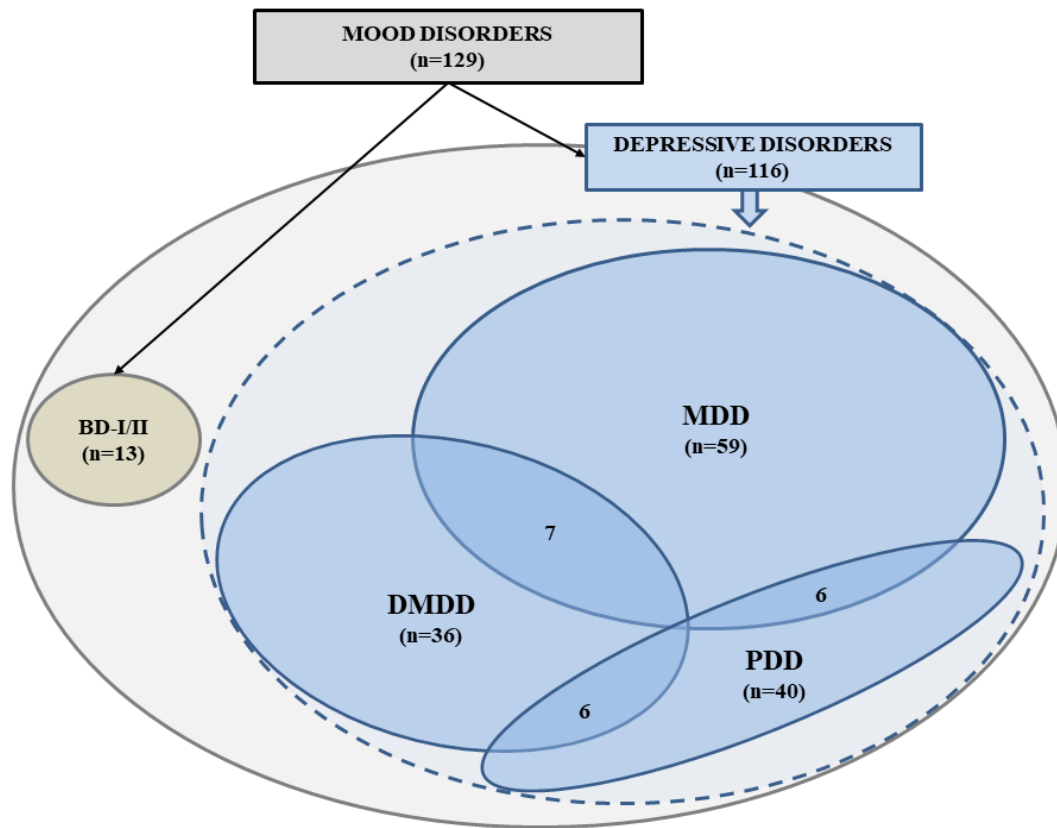 MOOD DISORDERS
(n=129)
DEPRESSIVE DISORDERS
(n=116)
BD-I/II
(n=13)
MDD
(n=59)
7
DMDD
(n=36)
6
PDD
(n=40)
6